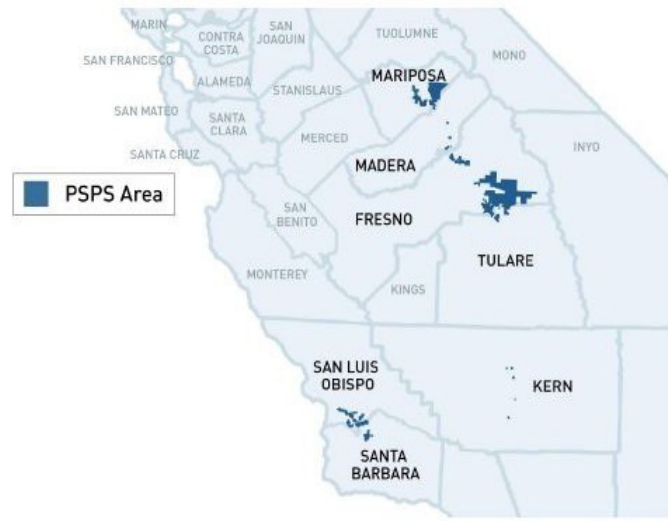 MARIN
CONTRA
COSTA
SAN
JOAQUIN
TUOLUMNE
MONO
SAN FRANCISCO
ALAMEDA
STANISLAUS
MARIPOSA
SAN MATEO
SANTA
CLARA
MERCED
INYO
SANTA CRUZ
MADERA
PSPS Area
SAN
BENITO
FRESNO
TULARE
MONTEREY
KINGS
SAN LUIS
OBISPO
KERN
SANTA
BARBARA